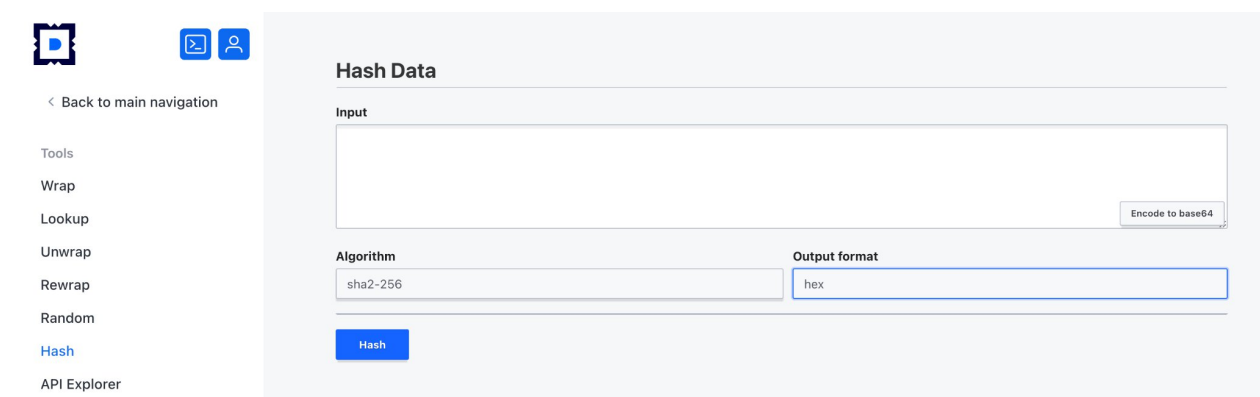 Back to main navigation
Tools
Wrap
Lookup
Unwrap
Rewrap
Random
Hash
API Explorer
Hash Data
Input
Encode to base64
Algorithm
Output format
sha2-256
hex
Hash